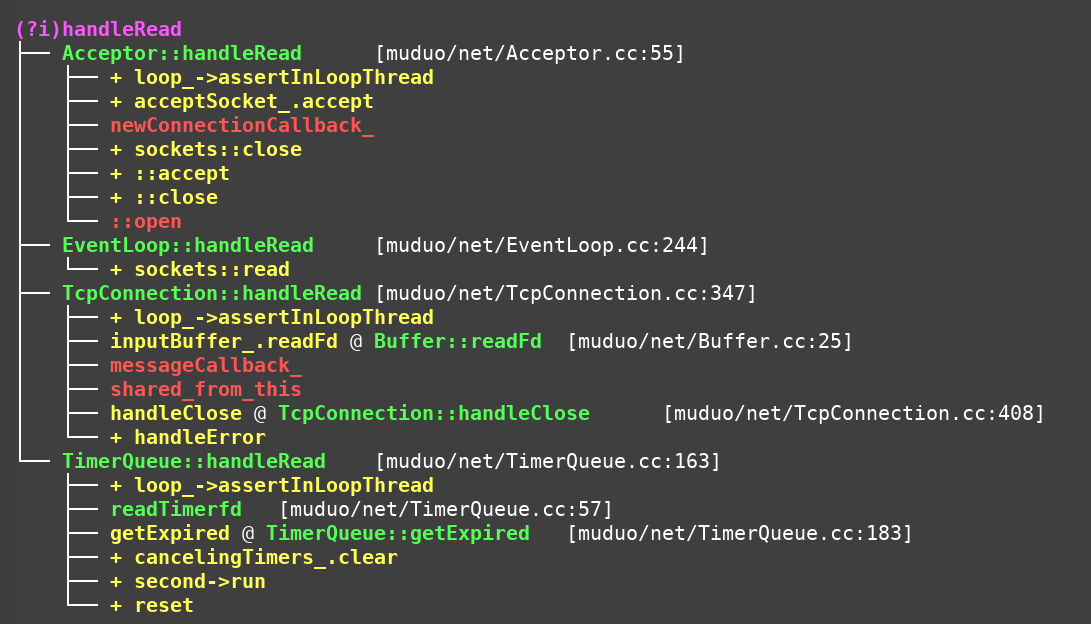 (?i)handleRead
Acceptor::handleRead [muduo/net/Acceptor.cc:55]
+ loop_->assertInLoopThread
+ acceptSocket_.accept
newConnectionCallback_
+ sockets::close
+ ::accept
+ ::close
::open
EventLoop::handleRead [muduo/net/EventLoop.cc:244]
+ sockets::read
TcpConnection::handleRead [muduo/net/TcpConnection.cc:347]
+ loop_->assertInLoopThread
inputBuffer_.readFd @ Buffer::readFd [muduo/net/Buffer.cc:25]
messageCallback_
shared_from_this
handleClose @ TcpConnection::handleClose [muduo/net/TcpConnection.cc:408]
+ handleError
TimerQueue::handleRead [muduo/net/TimerQueue.cc:163]
+ loop_->assertInLoopThread
readTimerfd [muduo/net/TimerQueue.cc:57]
getExpired @ TimerQueue::getExpired [muduo/net/TimerQueue.cc:183]
+ cancelingTimers_.clear
+ second->run
+ reset